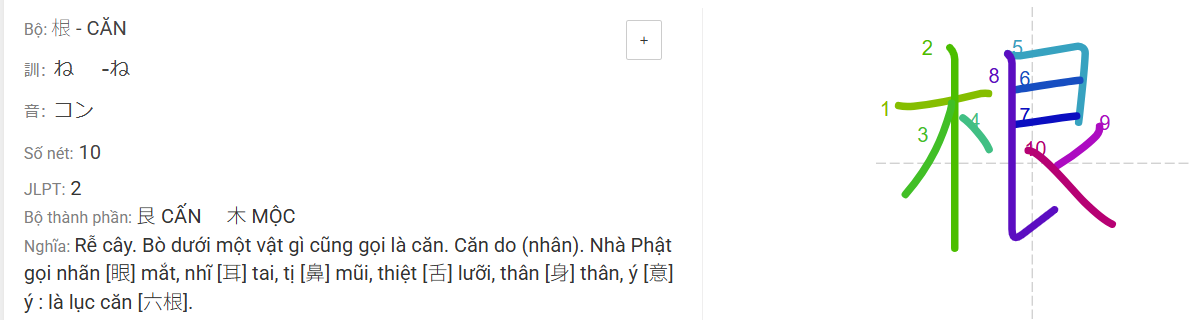 Bộ: 根 - CĂN
+
訓: ね -ね
音: コン
Số nét: 10
JLPT: 2
Bộ thành phần: 艮 CẤN 木 MỘC
Nghĩa: Rễ cây. Bò dưới một vật gì cũng gọi là căn. Căn do (nhân). Nhà Phật
gọi nhãn [眼] mắt, nhĩ [耳] tai, tị [鼻] mũi, thiệt [舌] lưỡi, thân [身] thân, ý [意]
ý : là lục căn [六根].
根
1
2
3
4
5
6
7
8
9
10